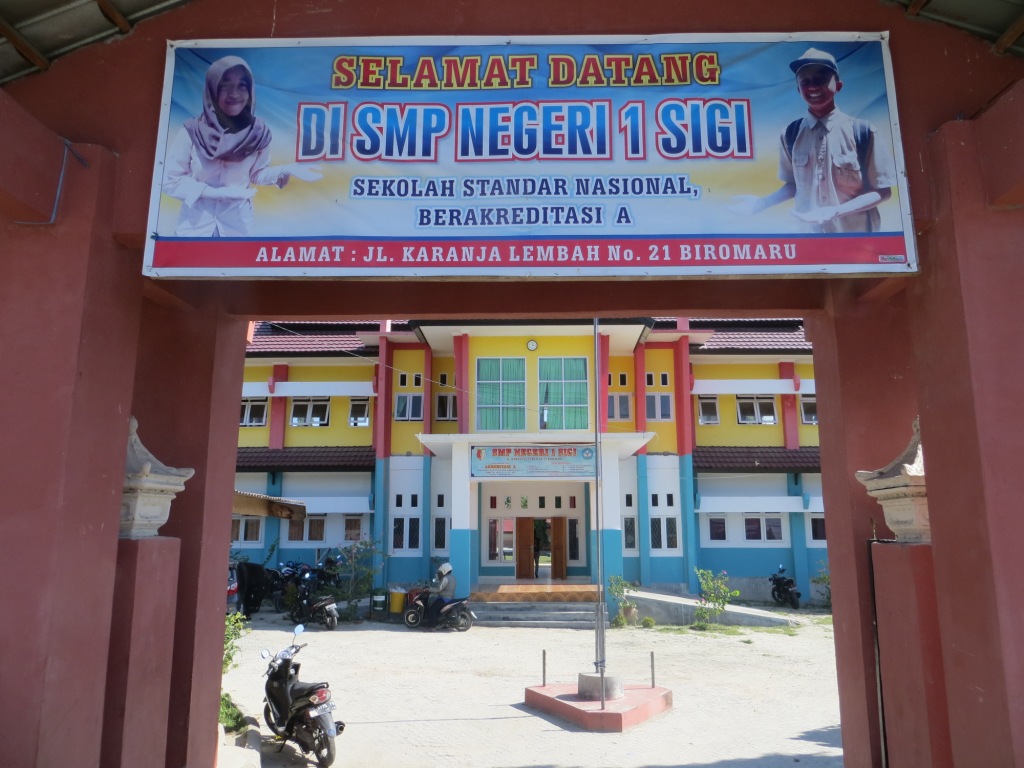 SELAMAT DATANG
DI SMP NEGERI 1 SIGI
SEKOLAH STANDAR NASIONAL,
BERAKREDITASI A
ALAMAT : JL. KARANJA LEMBAH No. 21 BIROMARU
SMP NEGERI 1 SIGI